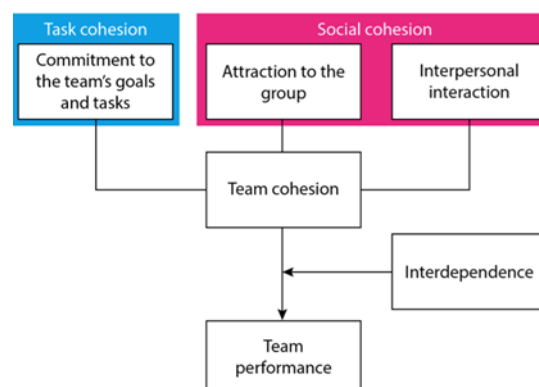 Task cohesion
Social cohesion
Commitment to
the team's goals
and tasks
Attraction to the
group
Interpersonal
interaction
Team cohesion
Interdependence
Team
performance